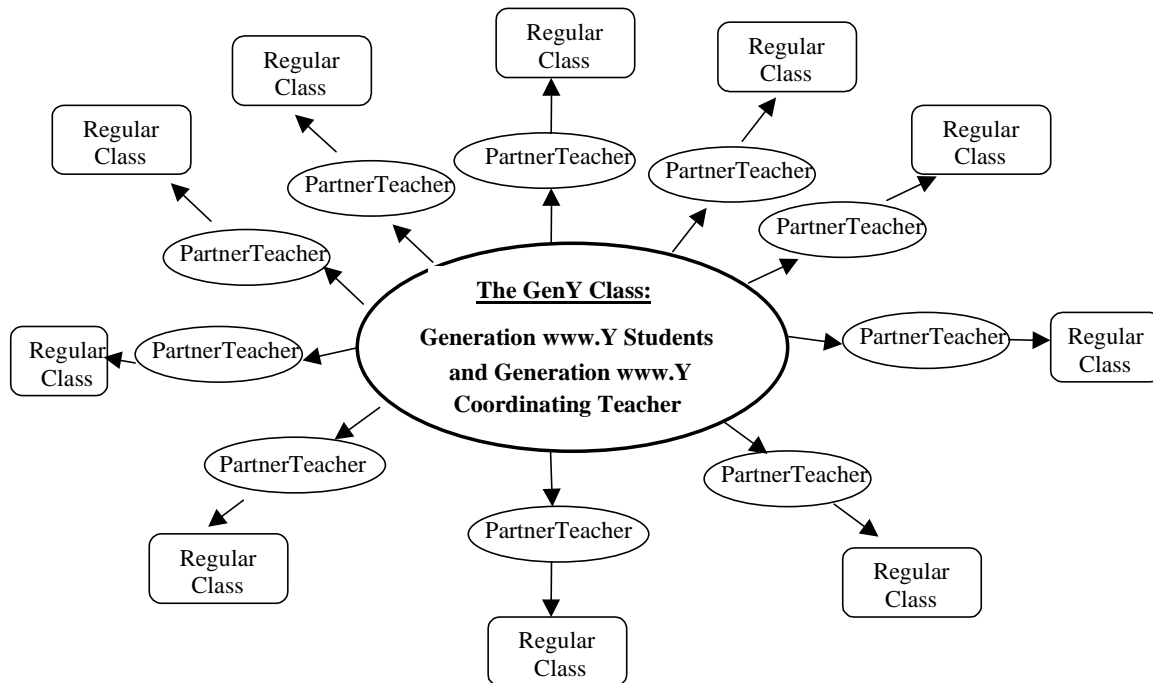 Regular
Class
Regular
Class
Regular
Class
Regular
Class
Regular
Class
PartnerTeacher
PartnerTeacher
PartnerTeacher
PartnerTeacher
PartnerTeacher
The GenY Class:
Generation www.Y Students
and Generation www.Y
Coordinating Teacher
Regular
Class
PartnerTeacher
PartnerTeacher
Regular
Class
PartnerTeacher
PartnerTeacher
Regular
Class
PartnerTeacher
Regular
Class
Regular
Class